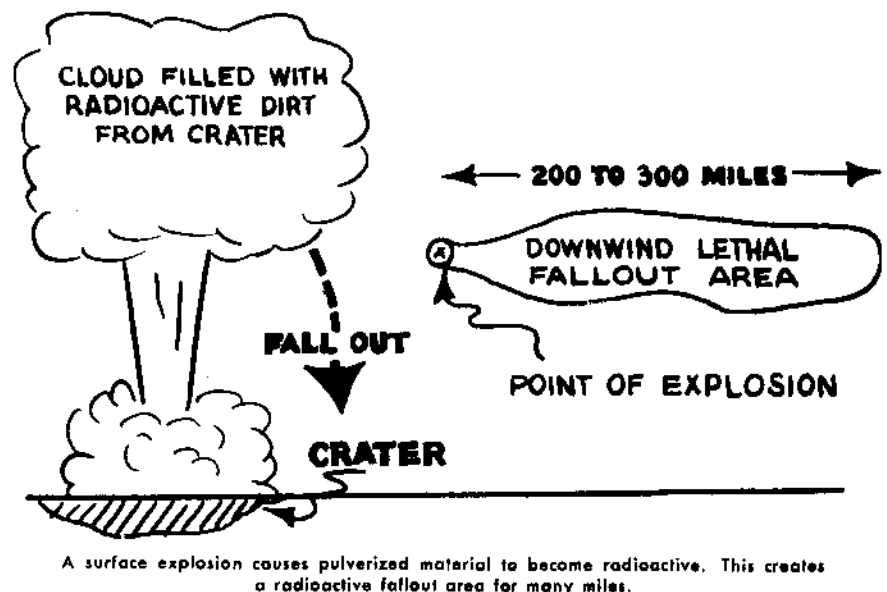 CLOUD FILLED WITH
RADIOACTIVE DIRT
FROM CRATER
200 TO 300 MILES
X
DOWNWIND LETHAL
FALLOUT AREA
FALL OUT
POINT OF EXPLOSION
CRATER
A surface explosion causes pulverized material to become radioactive. This creates
a radioactive fallout area for many miles.